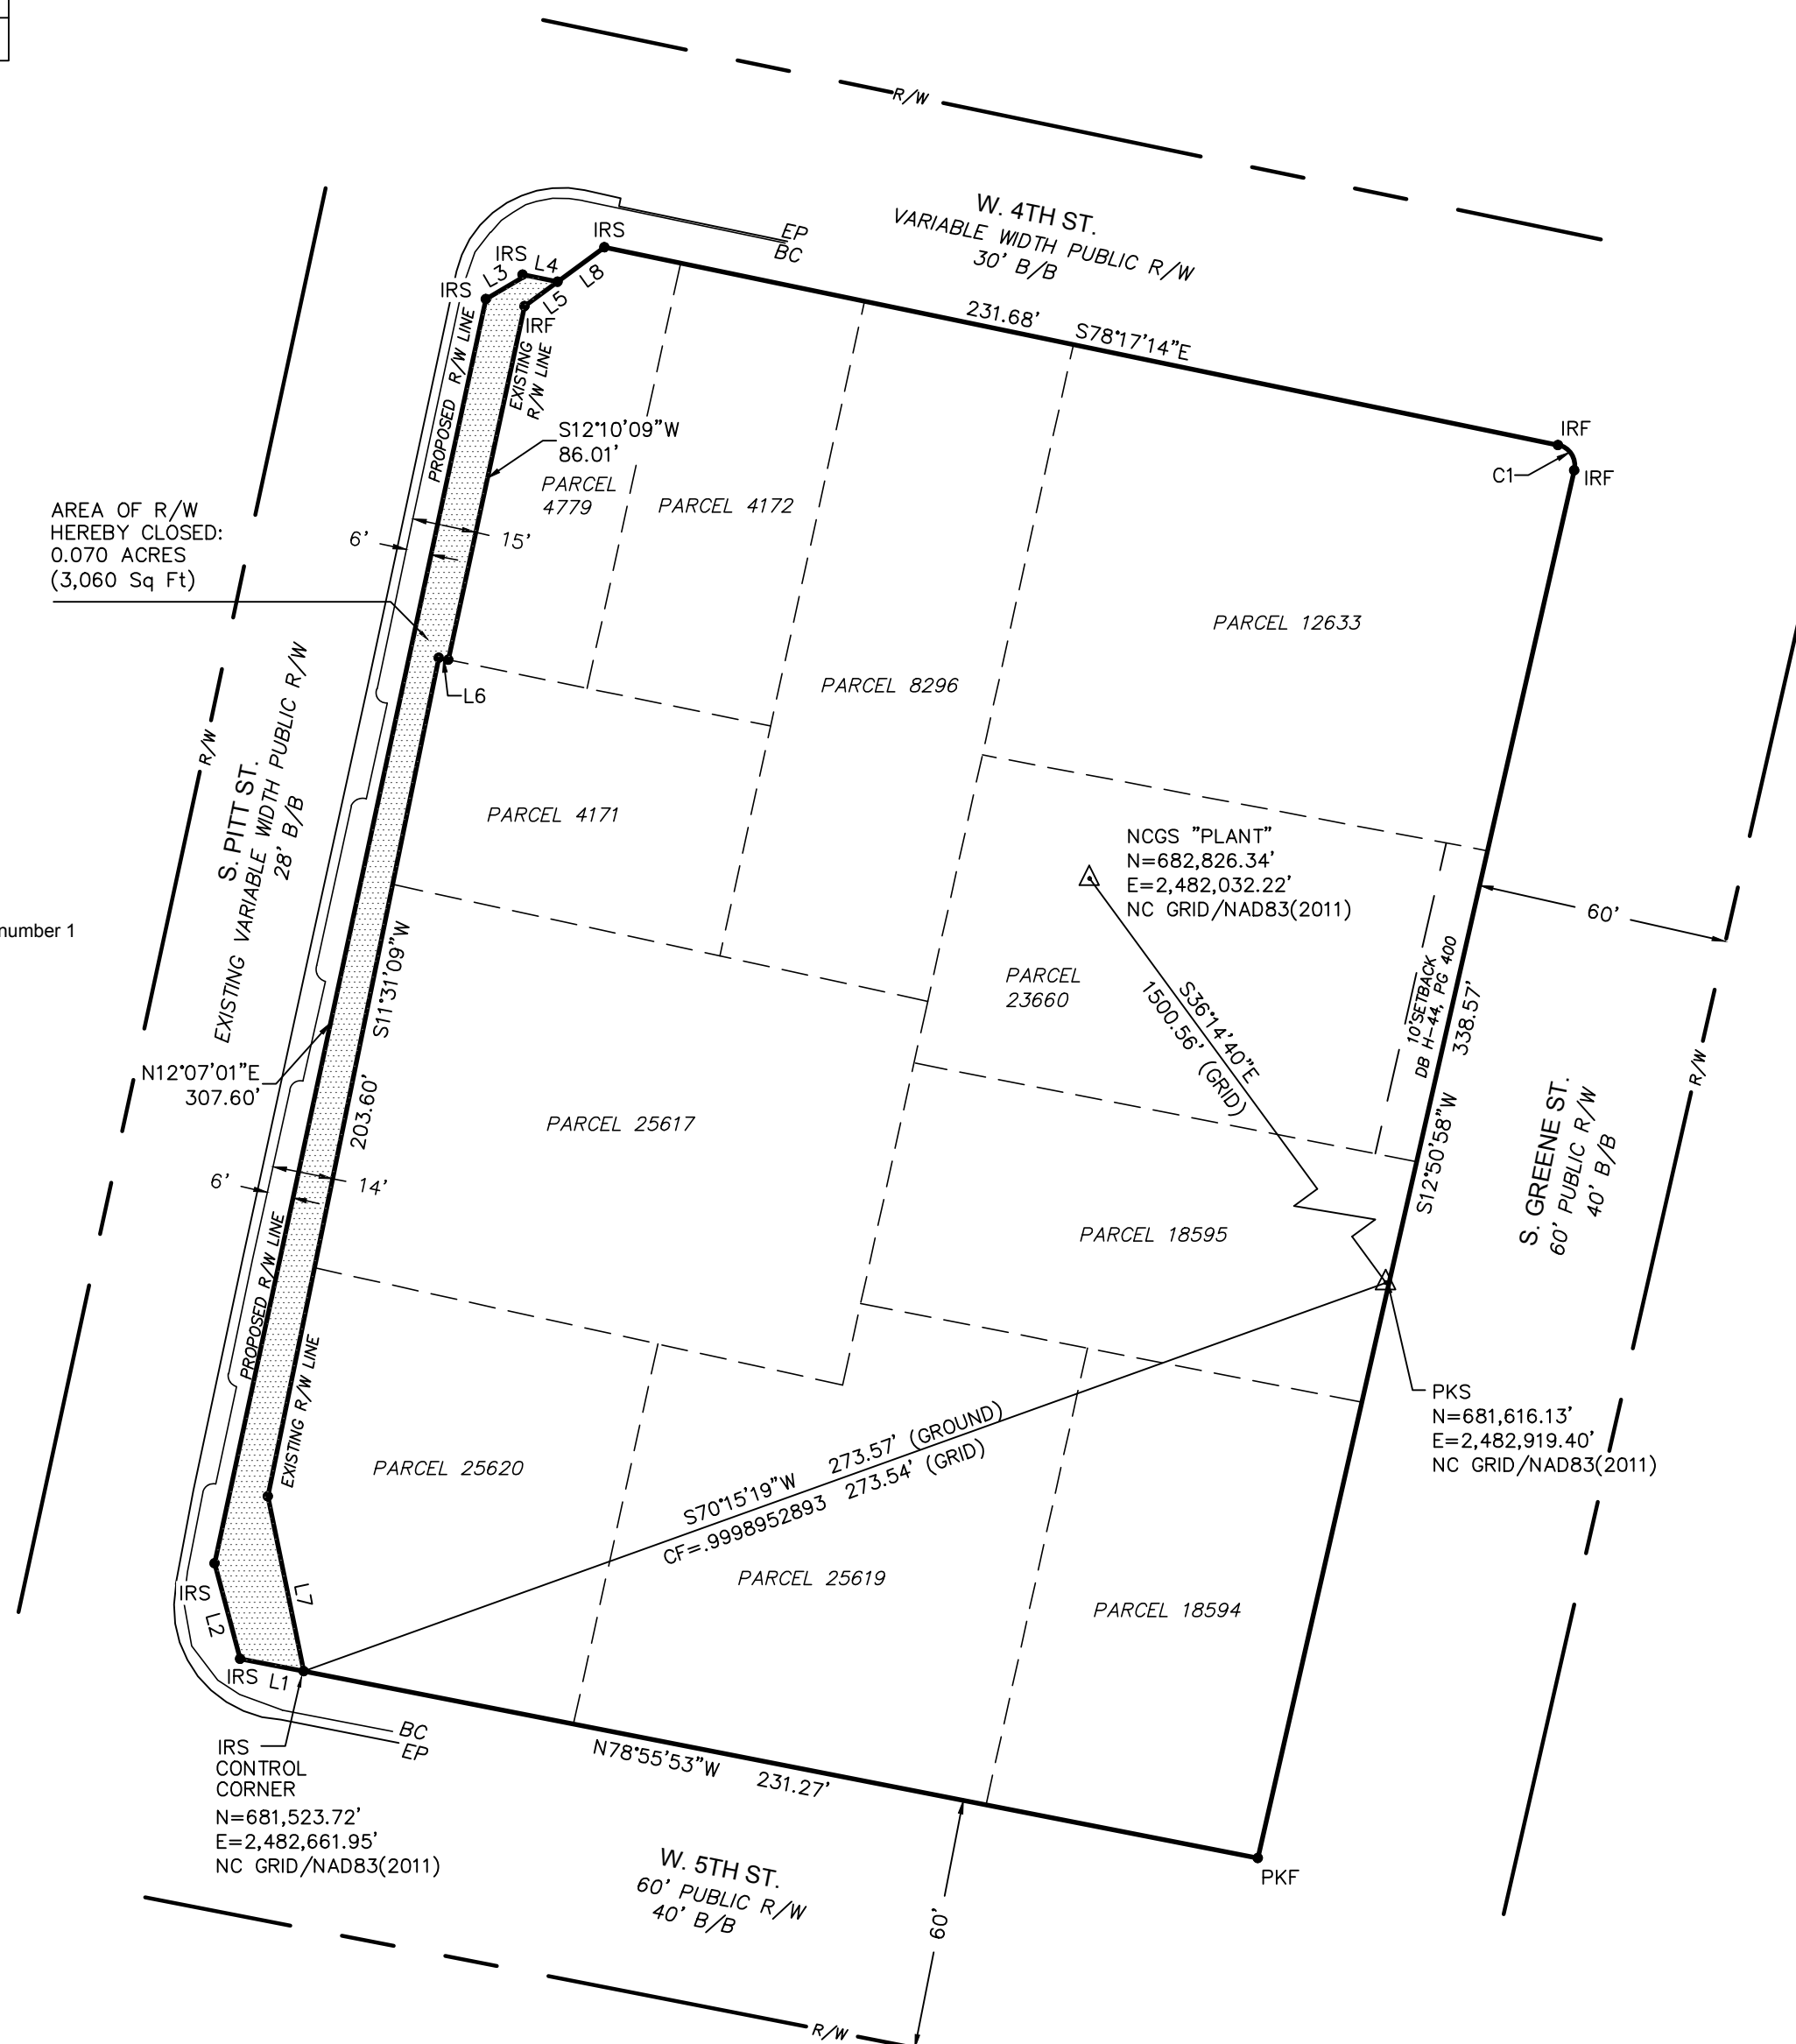 R/W
W. 4TH ST.
VARIABLE WIDTH PUBLIC R/W
30' B/B
EP
BC
IRS
IRS
L4
L8
L3
IRS
L5
IRF
231.68'
S78°17'14"E
IRF
C1
IRF
PROPOSED R/W LINE
EXISTING
R/W LINE
S12°10'09"W
86.01'
PARCEL
4779
PARCEL 4172
AREA OF R/W
HEREBY CLOSED:
0.070 ACRES
(3,060 Sq Ft)
6'
15'
PARCEL 12633
L6
PARCEL 8296
R/W
S. PITT ST.
EXISTING VARIABLE WIDTH PUBLIC R/W
28' B/B
PARCEL 4171
NCGS "PLANT"
N=682,826.34'
E=2,482,032.22'
NC GRID/NAD83(2011)
60'
number 1
S11°31'09"W
203.60'
PARCEL
23660
S36°14'40"E
1500.56' (GRID)
10'SETBACK
DB H-44, PG 400
338.57'
S12°50'58"W
R/W
N12°07'01"E
307.60'
PARCEL 25617
S. GREENE ST.
60' PUBLIC R/W
40' B/B
6'
14'
PARCEL 18595
PROPOSED R/W LINE
EXISTING R/W LINE
PKS
N=681,616.13'
E=2,482,919.40'
NC GRID/NAD83(2011)
PARCEL 25620
S70°15'19"W 273.57' (GROUND)
CF=.9998952893 273.54' (GRID)
PARCEL 25619
PARCEL 18594
IRS
L2
L7
IRS
L1
BC
EP
IRS
CONTROL
CORNER
N=681,523.72'
E=2,482,661.95'
NC GRID/NAD83(2011)
N78°55'53"W
231.27'
PKF
W. 5TH ST.
60' PUBLIC R/W
40' B/B
60'
R/W